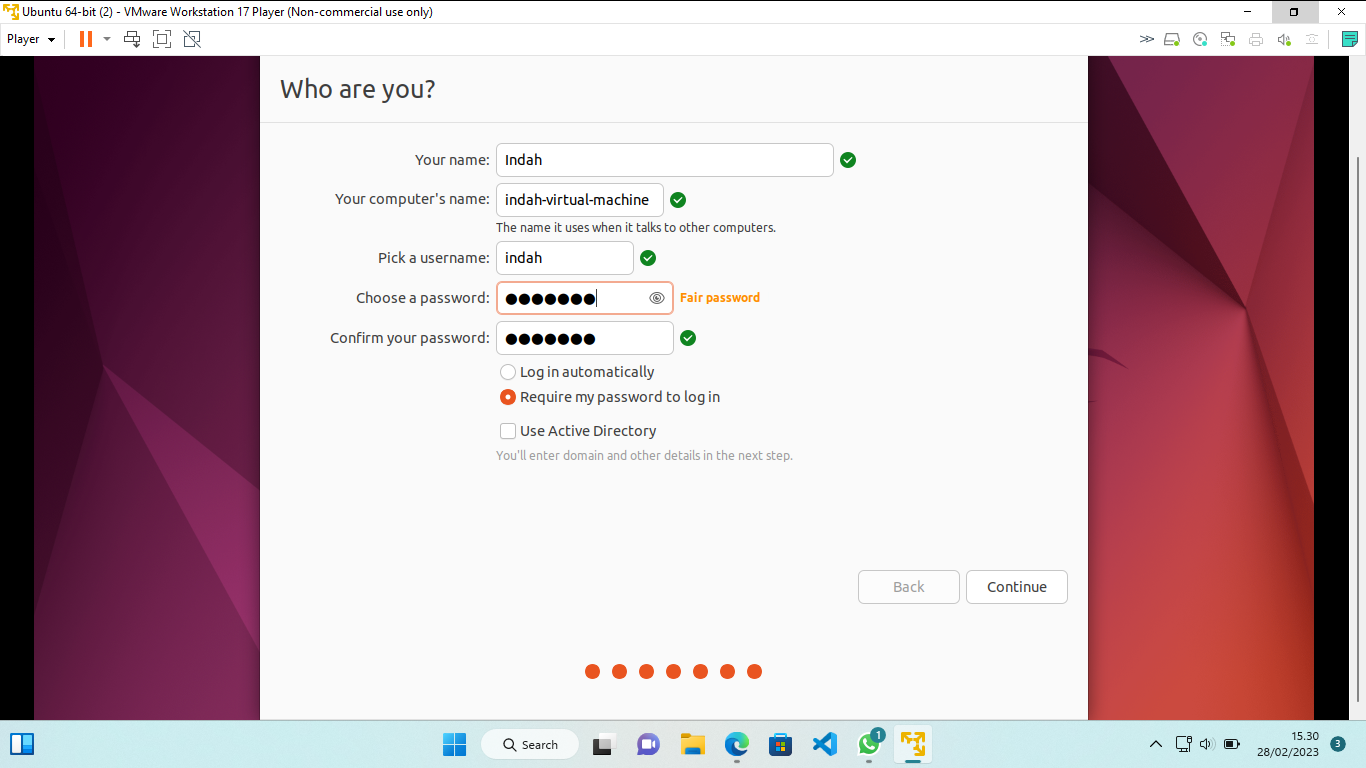 Ubuntu 64-bit (2) - VMware Workstation 17 Player (Non-commercial use only)
Player
Who are you?
Your name: Indah
Your computer's name: indah-virtual-machine
The name it uses when it talks to other computers.
Pick a username: indah
Choose a password: ●●●●●●● Fair password
Confirm your password: ●●●●●●●
Log in automatically
Require my password to log in
Use Active Directory
You'll enter domain and other details in the next step.
Back Continue
Search 1 15.30
28/02/2023 3